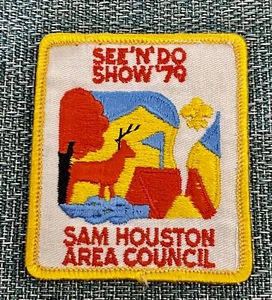 SEE'N'DO
SHOW '79
SAM HOUSTON
AREA COUNCIL